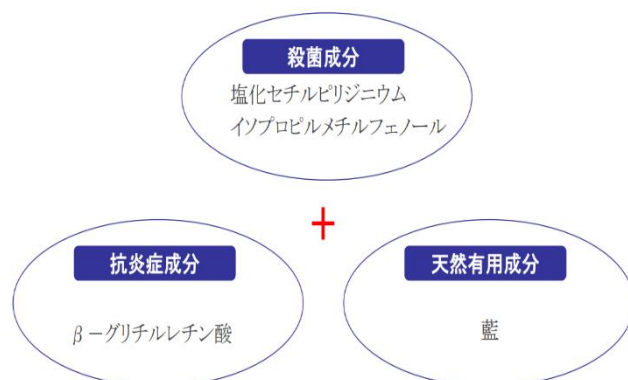 殺菌成分
塩化セチルピリジニウム
イソプロピルメチルフェノール
+
抗炎症成分
β－グリチルレチン酸
天然有用成分
藍